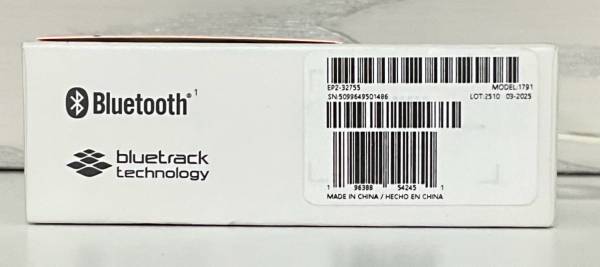 Bluetooth® 1
bluetrack
technology
EP2-32755 MODEL:1791
SN:5099649501486 LOT:2510 03-2025
1 96388 54245 1
MADE IN CHINA / HECHO EN CHINA